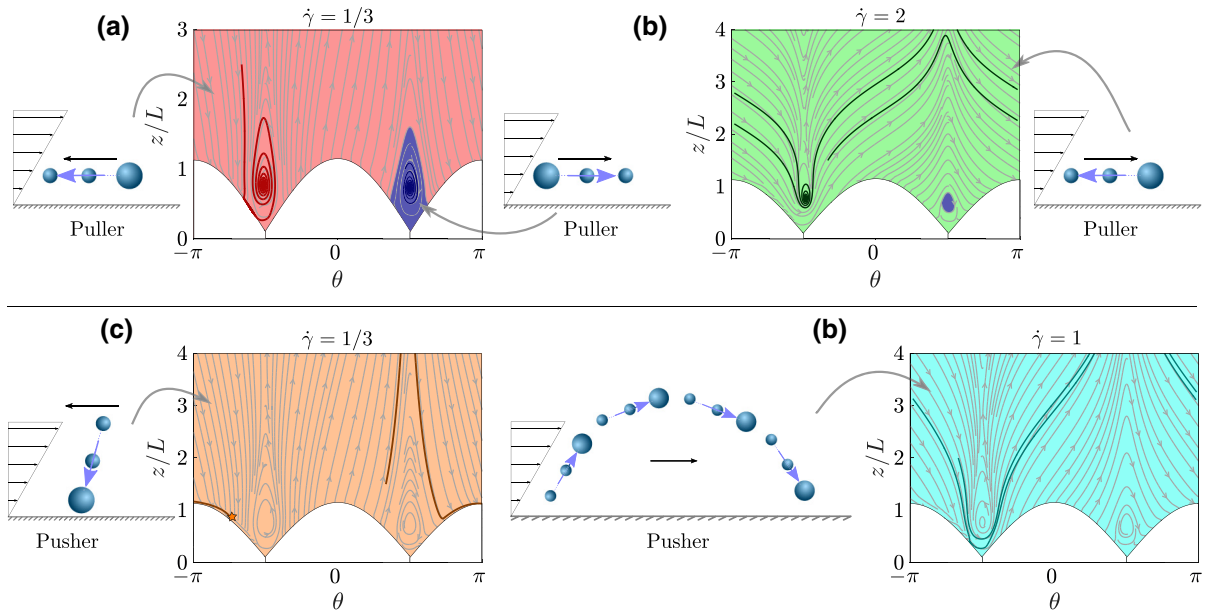 (a)
γ̇ = 1/3
3
2
1
0
z/L
−π
0
π
θ
Puller
Puller
(b)
γ̇ = 2
4
3
2
1
0
z/L
−π
0
π
θ
Puller
(c)
γ̇ = 1/3
4
3
2
1
0
z/L
−π
0
π
θ
Pusher
Pusher
(b)
γ̇ = 1
4
3
2
1
0
z/L
−π
0
π
θ